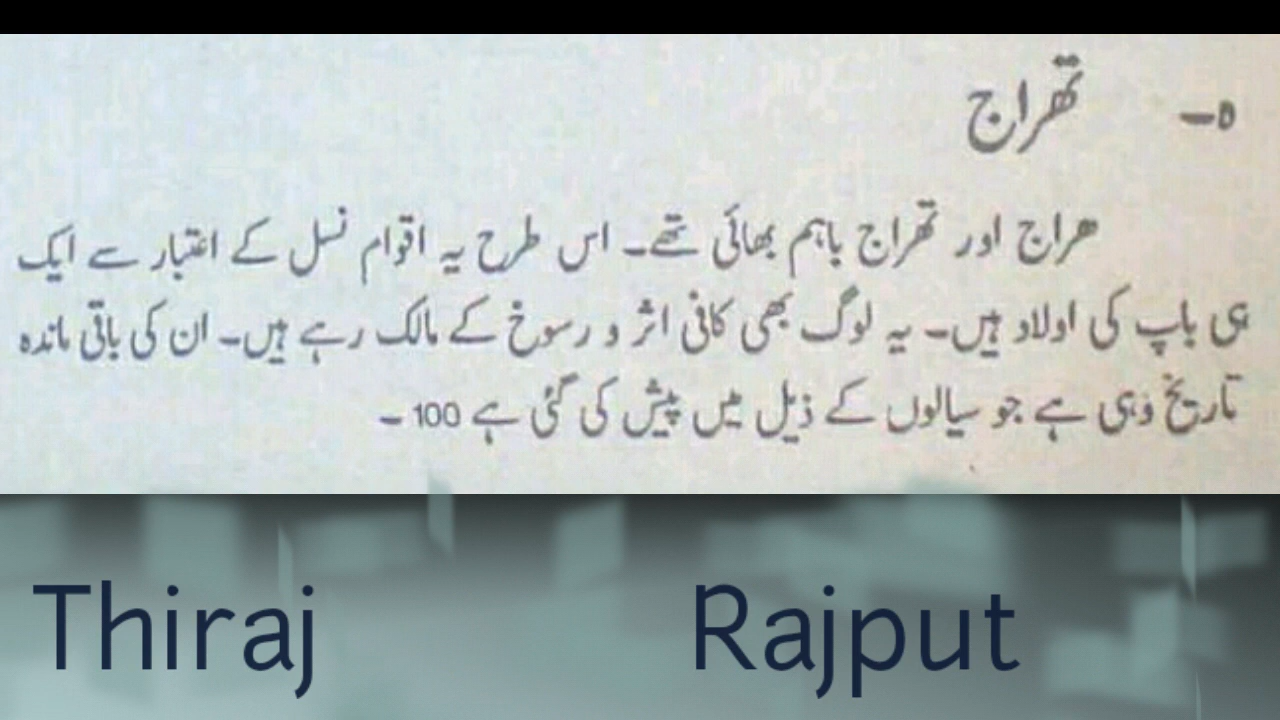 ۵– تھراج
ھراج اور تھراج باہم بھائی تھے۔ اس طرح یہ اقوام نسل کے اعتبار سے ایک
ہی باپ کی اولاد ہیں۔ یہ لوگ بھی کافی اثر و رسوخ کے مالک رہے ہیں۔ ان کی باقی ماندہ
تاریخ وہی ہے جو سیالوں کے ذیل میں پیش کی گئی ہے 100 –
Thiraj Rajput